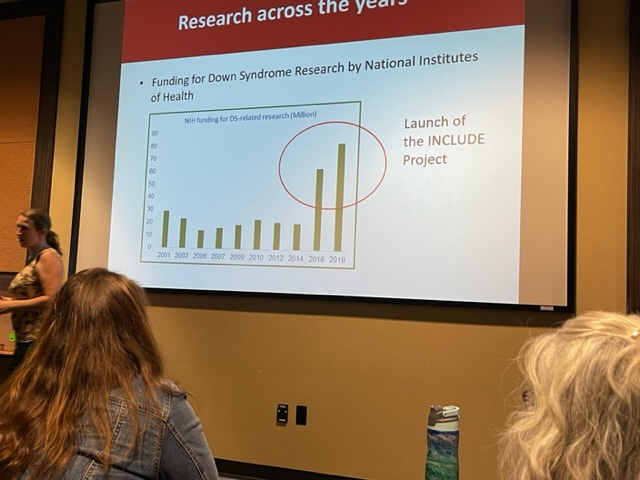 Research across the years
• Funding for Down Syndrome Research by National Institutes
of Health
NIH funding for DS-related research (Million)
90
80
70
60
50
40
30
20
10
0
2001 2003 2006 2007 2009 2010 2012 2014 2018 2019
Launch of
the INCLUDE
Project